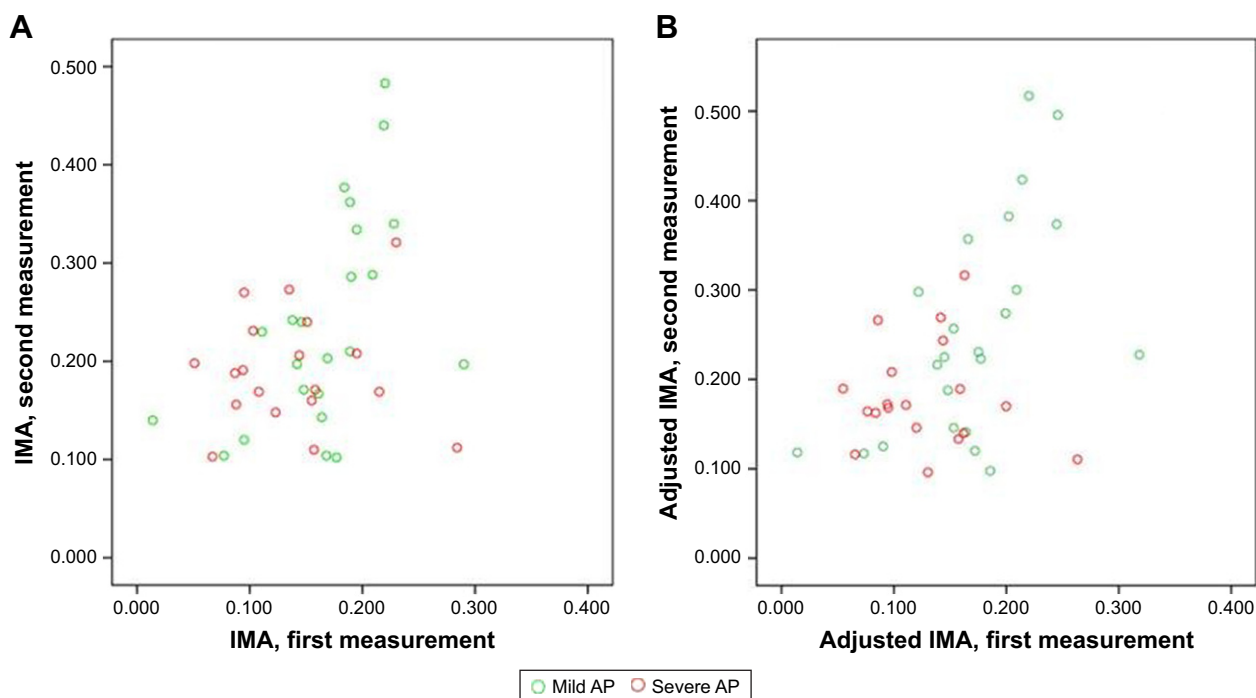 A
IMA, second measurement
0.500
0.400
0.300
0.200
0.100
0.000
0.000 0.100 0.200 0.300 0.400
IMA, first measurement
B
Adjusted IMA, second measurement
0.500
0.400
0.300
0.200
0.100
0.000
0.000 0.100 0.200 0.300 0.400
Adjusted IMA, first measurement
Mild AP Severe AP